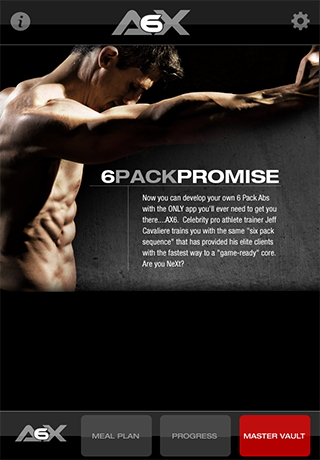 A6X
6PACKPROMISE
Now you can develop your own 6 Pack Abs
with the ONLY app you'll ever need to get you
there....AX6. Celebrity pro athlete trainer Jeff
Cavaliere trains you with the same "six pack
sequence" that has provided his elite clients
with the fastest way to a "game-ready" core.
Are you NeXt?
A6X
MEAL PLAN
PROGRESS
MASTER VAULT